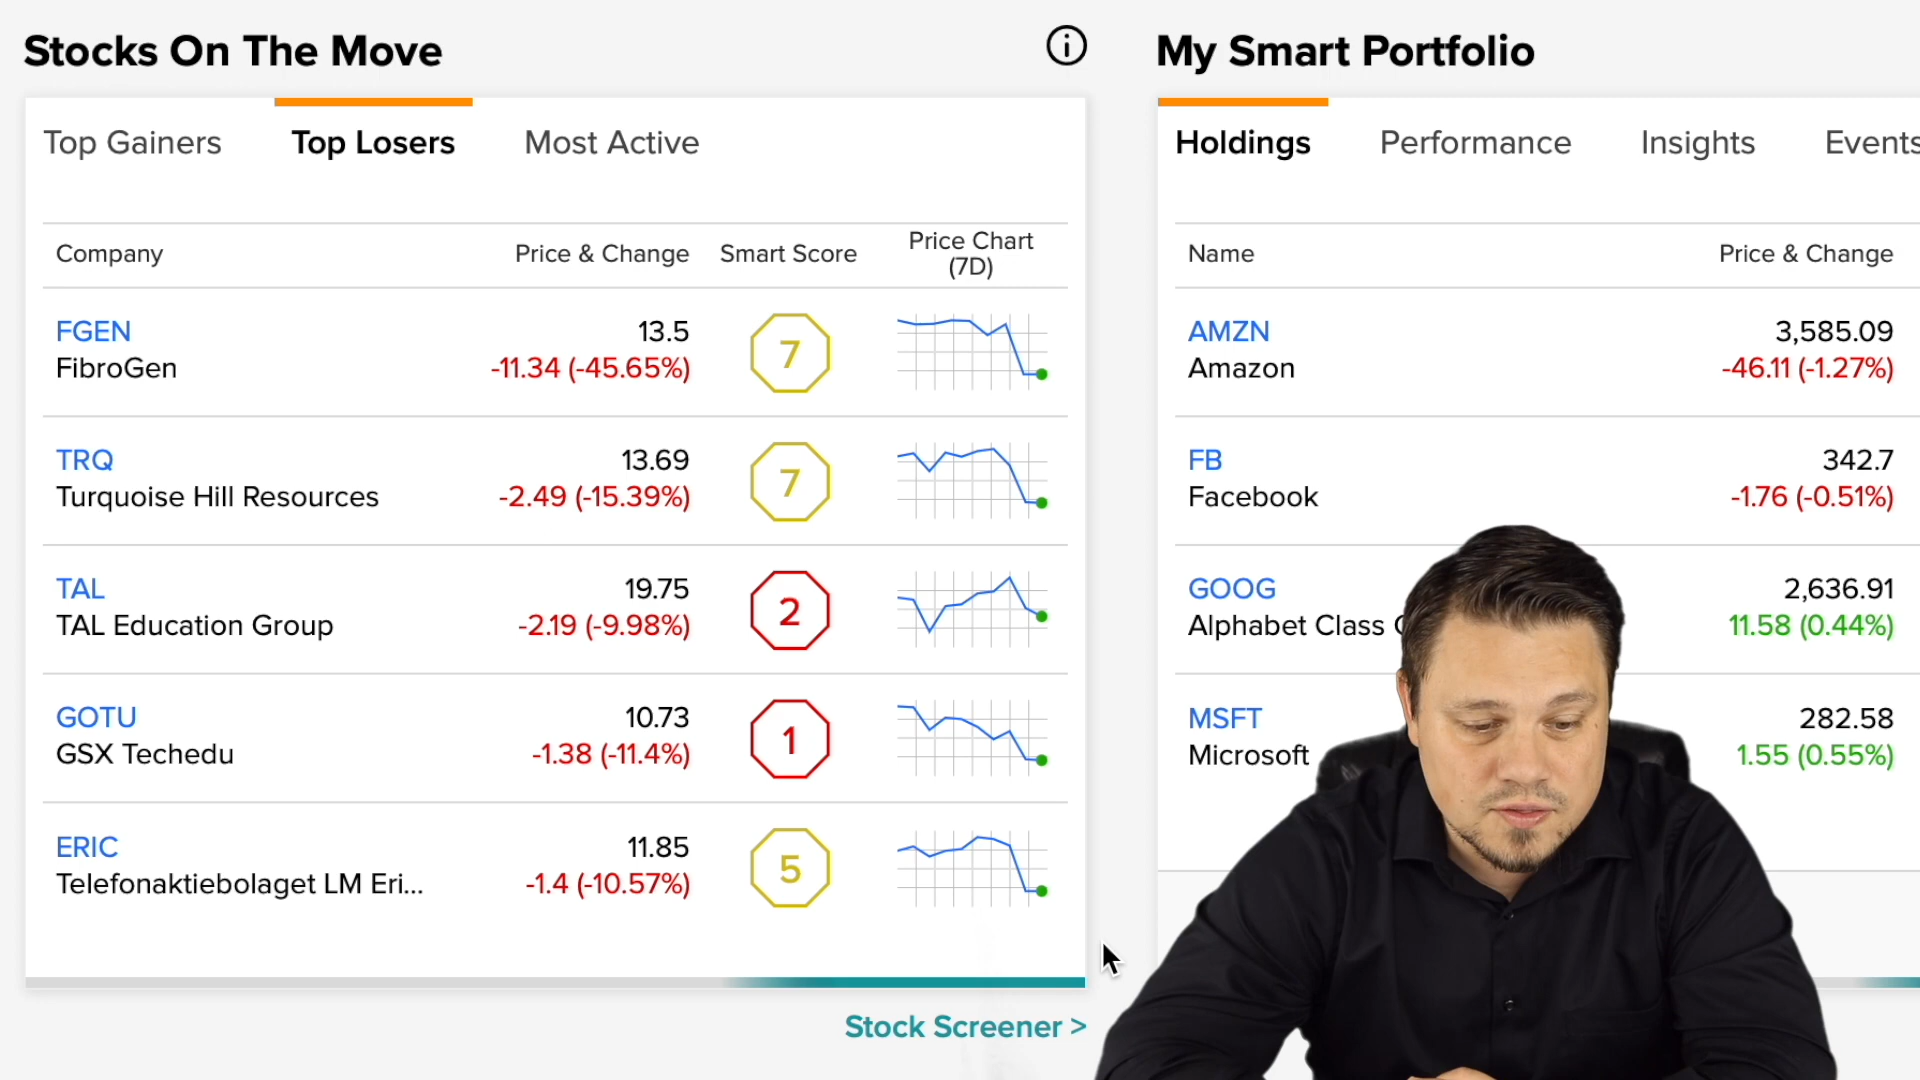 Stocks On The Move
i
Top Gainers
Top Losers
Most Active
Company
Price & Change
Smart Score
Price Chart
(7D)
FGEN
13.5
FibroGen
-11.34 (-45.65%)
7
TRQ
13.69
Turquoise Hill Resources
-2.49 (-15.39%)
7
TAL
19.75
TAL Education Group
-2.19 (-9.98%)
2
GOTU
10.73
GSX Techedu
-1.38 (-11.4%)
1
ERIC
11.85
Telefonaktiebolaget LM Eri...
-1.4 (-10.57%)
5
Stock Screener >
My Smart Portfolio
Holdings
Performance
Insights
Events
Name
Price & Change
AMZN
3,585.09
Amazon
-46.11 (-1.27%)
FB
342.7
Facebook
-1.76 (-0.51%)
GOOG
2,636.91
Alphabet Class
11.58 (0.44%)
MSFT
282.58
Microsoft
1.55 (0.55%)